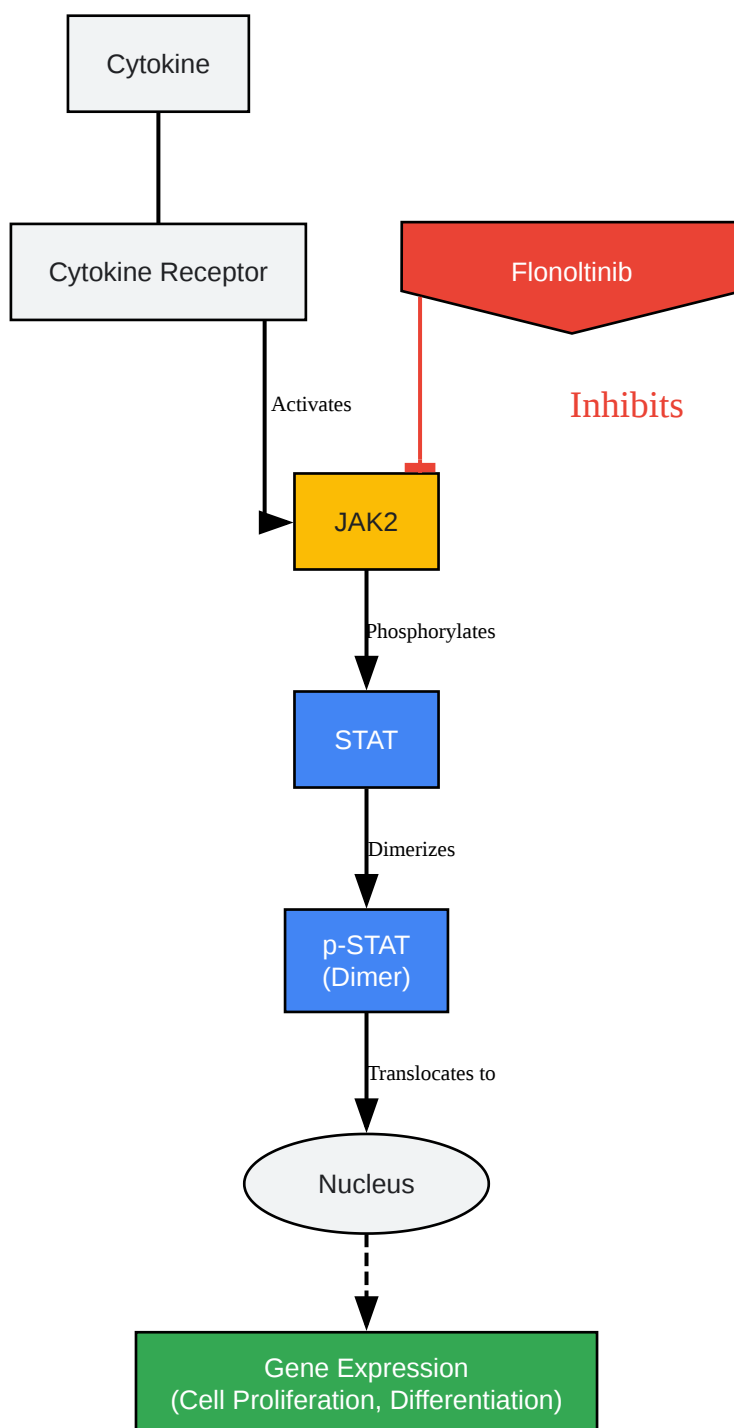 Cytokine
Cytokine Receptor
Flonoltinib
Activates
Inhibits
JAK2
Phosphorylates
STAT
Dimerizes
p-STAT
(Dimer)
Translocates to
Nucleus
Gene Expression
(Cell Proliferation, Differentiation)